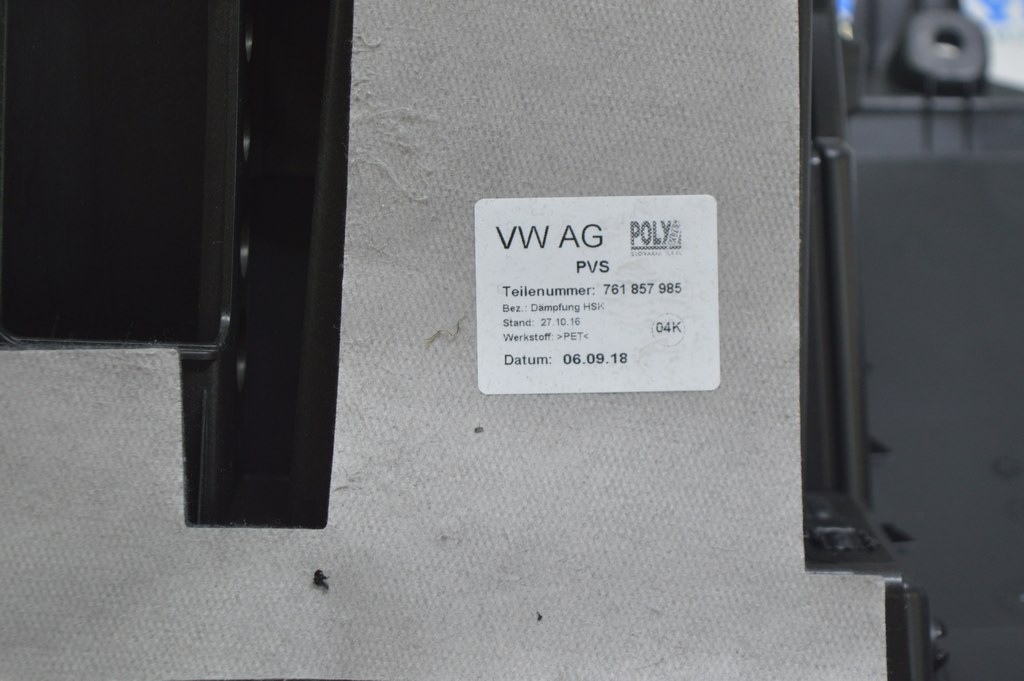 VW AG POLY
PVS
Teilenummer: 761 857 985
Bez.: Dämpfung HSK
Stand: 27.10.16
Werkstoff: >PET<
04K
Datum: 06.09.18